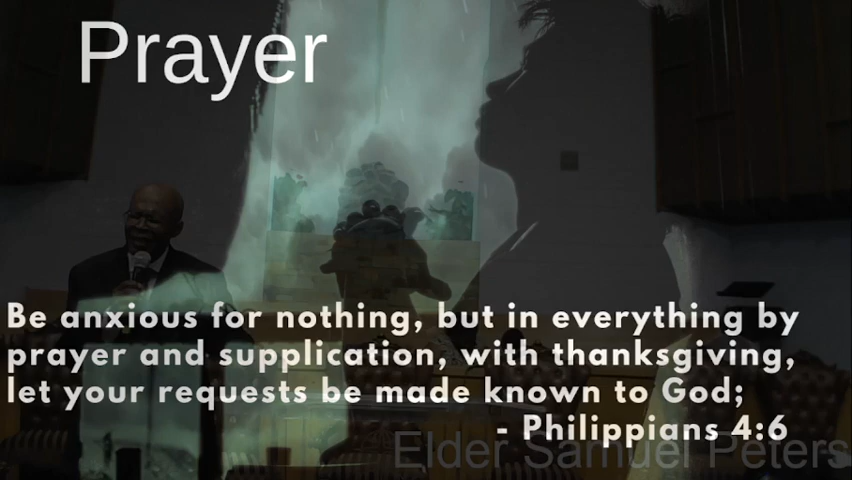 Prayer
Be anxious for nothing, but in everything by
prayer and supplication, with thanksgiving,
let your requests be made known to God;
- Philippians 4:6
Elder Samuel Peters